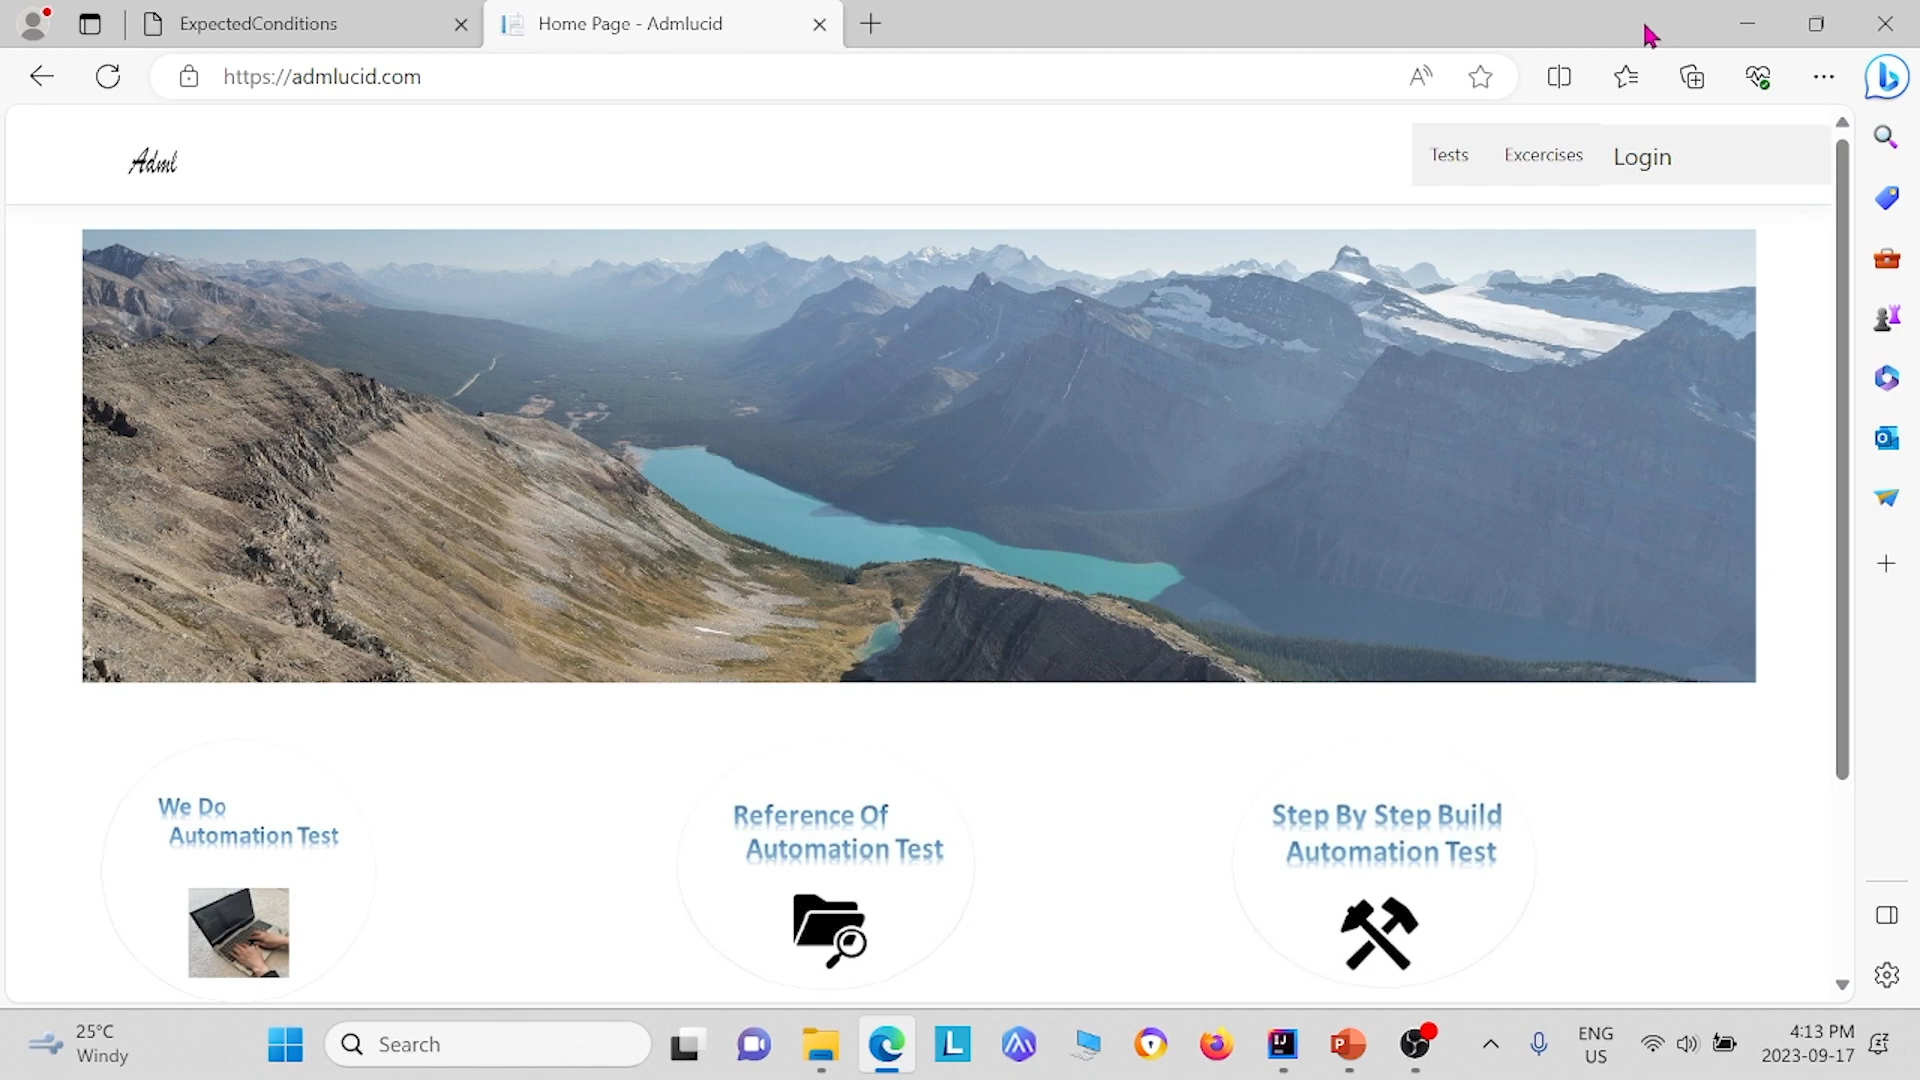 ExpectedConditions
Home Page - Admlucid
https://admlucid.com
Adml
Tests
Excercises
Login
We Do
Automation Test
Reference Of
Automation Test
Step By Step Build
Automation Test
25°C
Windy
Search
ENG
US
4:13 PM
2023-09-17